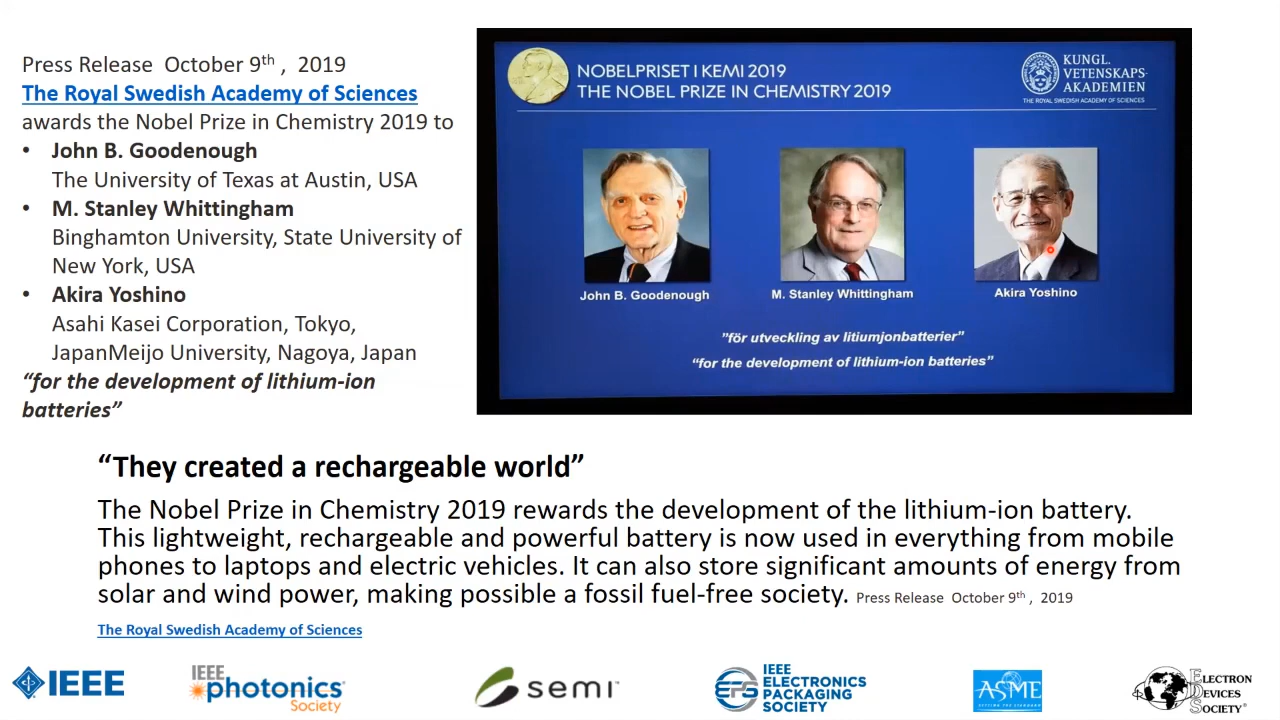 Press Release October 9th , 2019
The Royal Swedish Academy of Sciences
awards the Nobel Prize in Chemistry 2019 to
• John B. Goodenough
The University of Texas at Austin, USA
• M. Stanley Whittingham
Binghamton University, State University of
New York, USA
• Akira Yoshino
Asahi Kasei Corporation, Tokyo,
JapanMeijo University, Nagoya, Japan
“for the development of lithium-ion
batteries”
NOBELPRISET I KEMI 2019
THE NOBEL PRIZE IN CHEMISTRY 2019
KUNGL.
VETENSKAPS-
AKADEMIEN
THE ROYAL SWEDISH ACADEMY OF SCIENCES
John B. Goodenough
M. Stanley Whittingham
Akira Yoshino
”för utveckling av litiumjonbatterier”
“for the development of lithium-ion batteries”
“They created a rechargeable world”
The Nobel Prize in Chemistry 2019 rewards the development of the lithium-ion battery.
This lightweight, rechargeable and powerful battery is now used in everything from mobile
phones to laptops and electric vehicles. It can also store significant amounts of energy from
solar and wind power, making possible a fossil fuel-free society. Press Release October 9th , 2019
The Royal Swedish Academy of Sciences
IEEE
IEEE
photonics
Society
semi™
EPS
IEEE
ELECTRONICS
PACKAGING
SOCIETY
ASME
SETTING THE STANDARD
EDS
ELECTRON
DEVICES
SOCIETY®